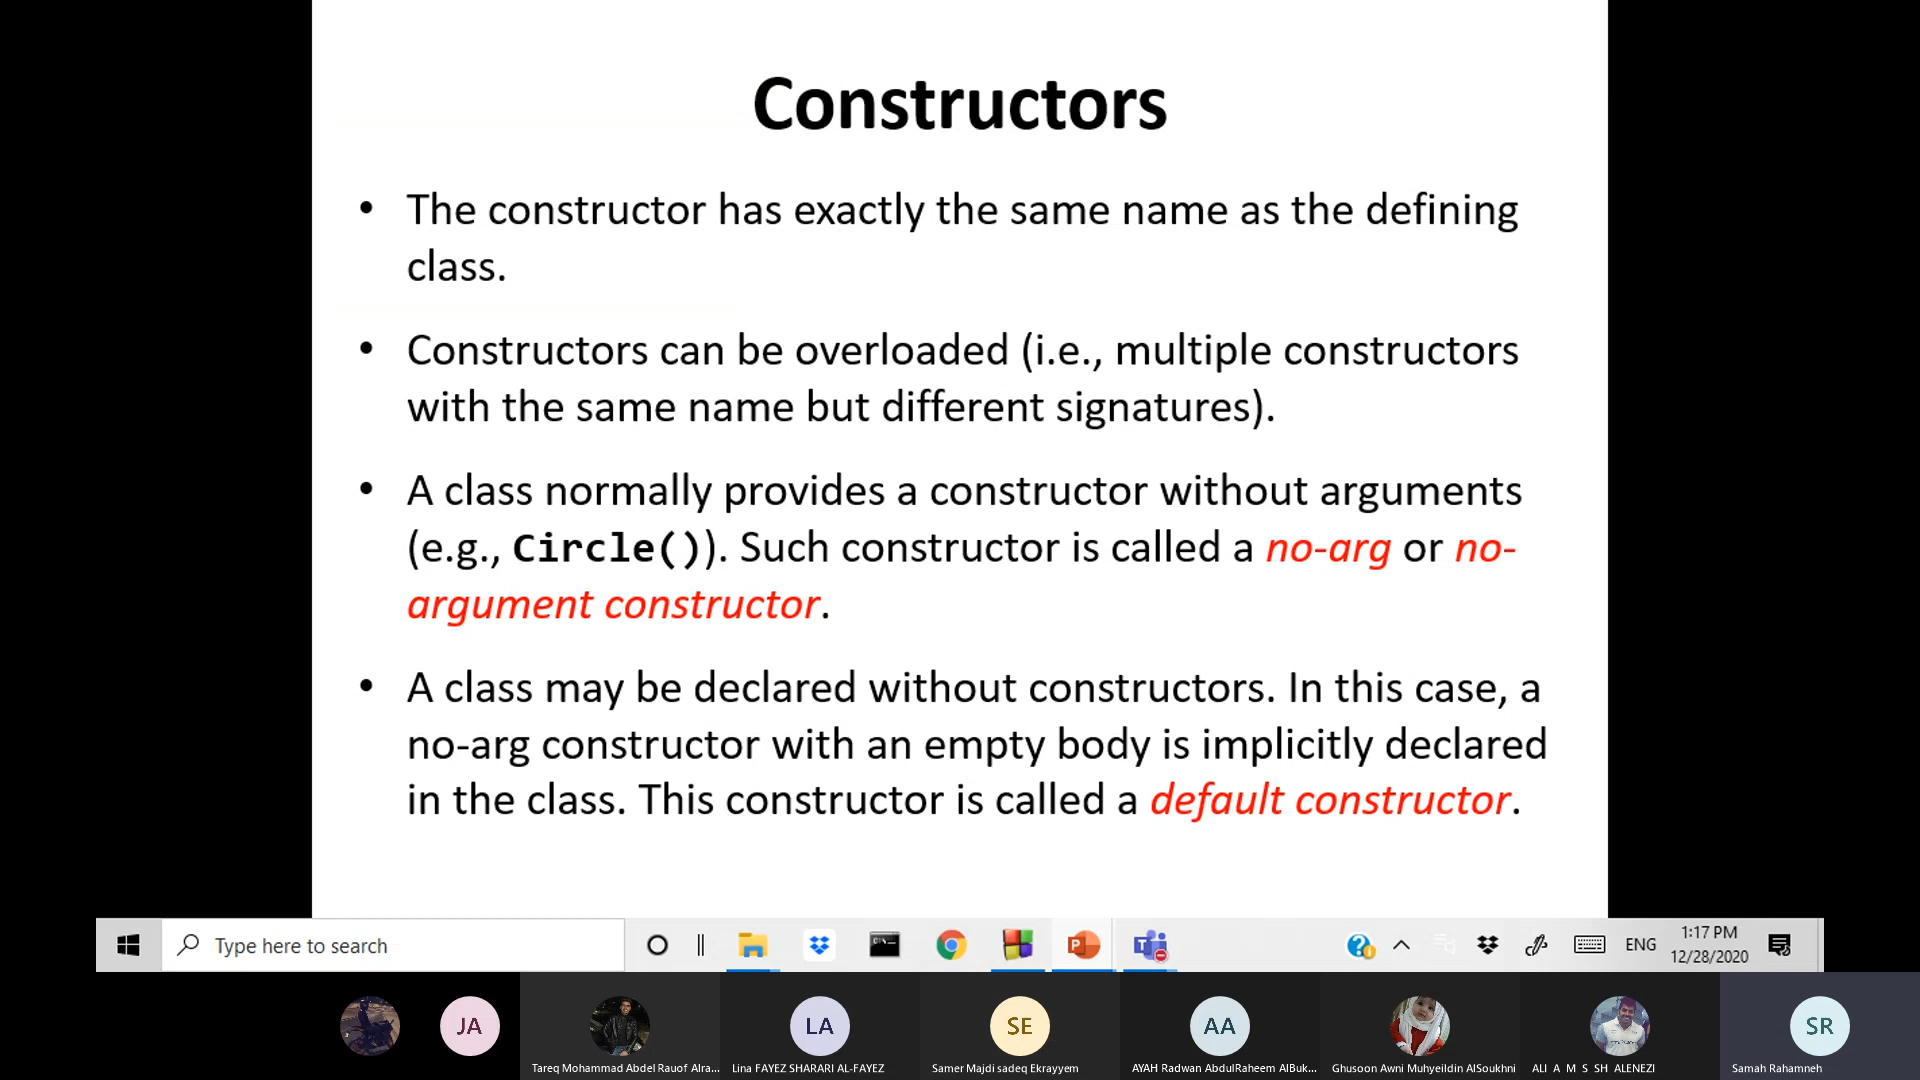 Constructors
• The constructor has exactly the same name as the defining
class.
• Constructors can be overloaded (i.e., multiple constructors
with the same name but different signatures).
• A class normally provides a constructor without arguments
(e.g., Circle()). Such constructor is called a no-arg or no-
argument constructor.
• A class may be declared without constructors. In this case, a
no-arg constructor with an empty body is implicitly declared
in the class. This constructor is called a default constructor.
Type here to search
ENG
1:17 PM
12/28/2020
JA
LA
SE
AA
SR
Tareq Mohammad Abdel Rauof Alra...
Lina FAYEZ SHARARI AL-FAYEZ
Samer Majdi sadeq Ekrayyem
AYAH Radwan AbdulRaheem AlBuk...
Ghusoon Awni Muhyeildin AlSoukhni
ALI A M S SH ALENEZI
Samah Rahamneh